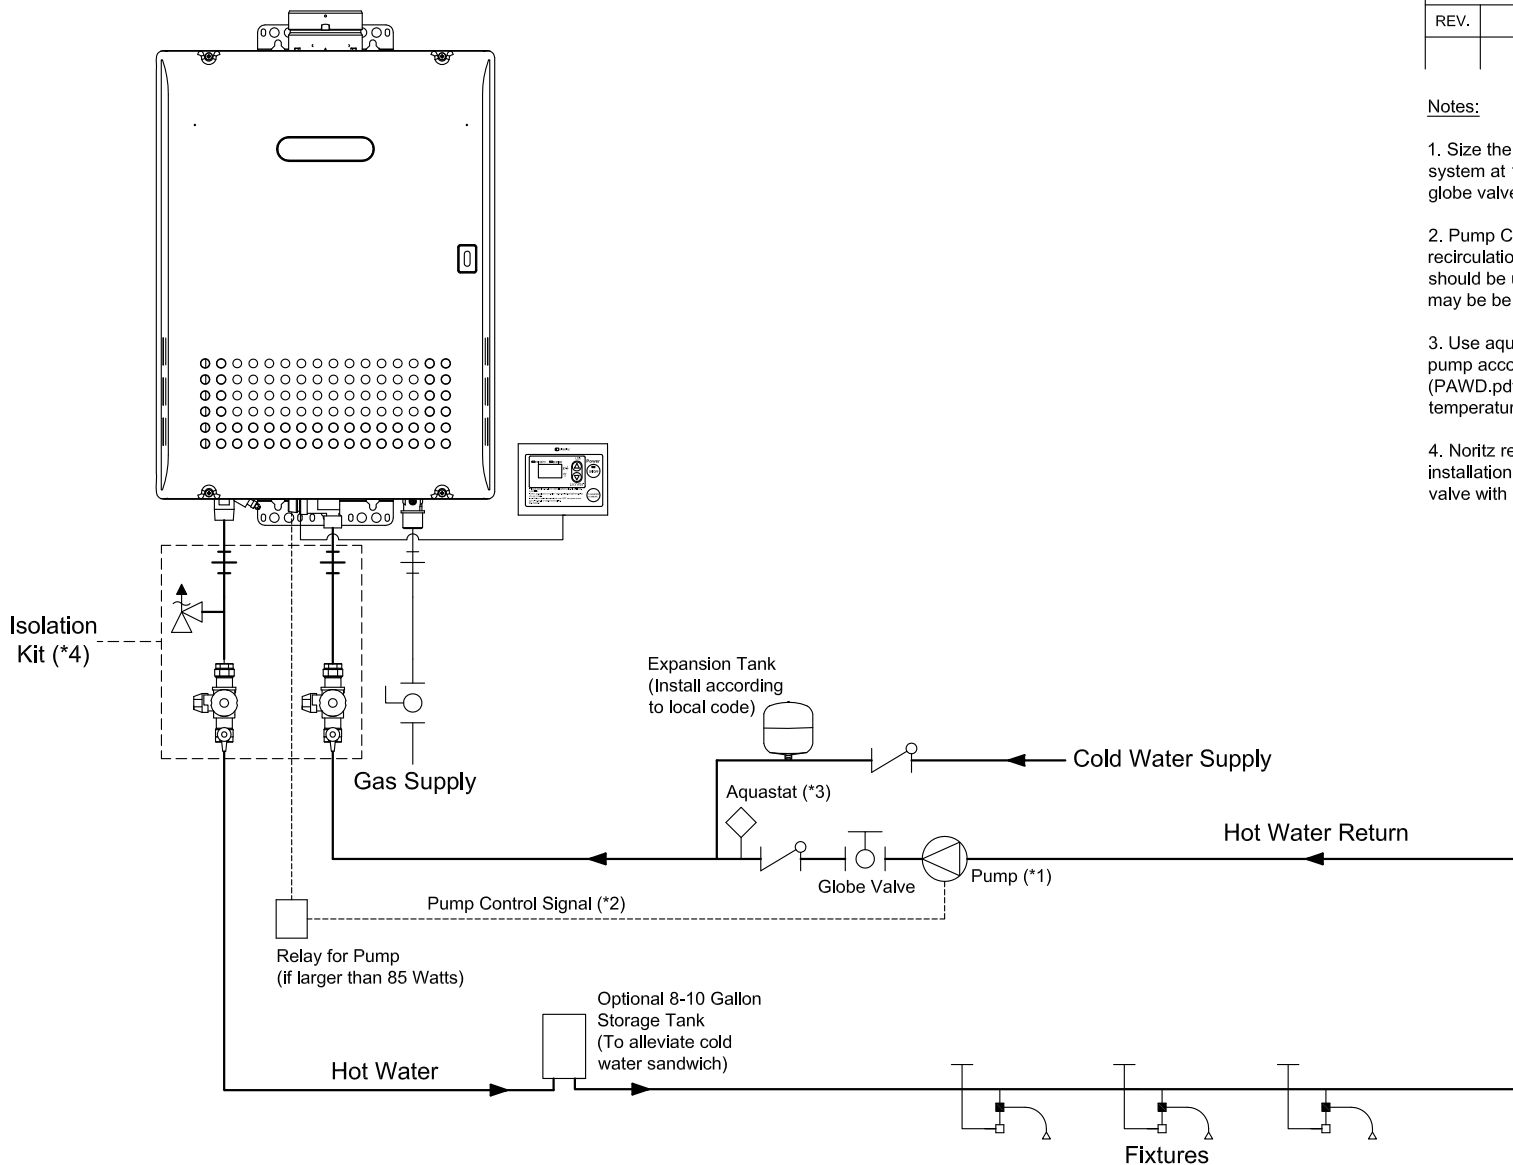 REV.
Notes:
1. Size the
system at
globe valve
2. Pump C
recirculatio
should be
may be be
3. Use aqu
pump acco
(PAWD.pdf
temperatur
4. Noritz re
installation
valve with
Power
Isolation
Kit (*4)
Gas Supply
Expansion Tank
(Install according
to local code)
Cold Water Supply
Aquastat (*3)
Hot Water Return
Globe Valve
Pump (*1)
Pump Control Signal (*2)
Relay for Pump
(if larger than 85 Watts)
Optional 8-10 Gallon
Storage Tank
(To alleviate cold
water sandwich)
Hot Water
Fixtures